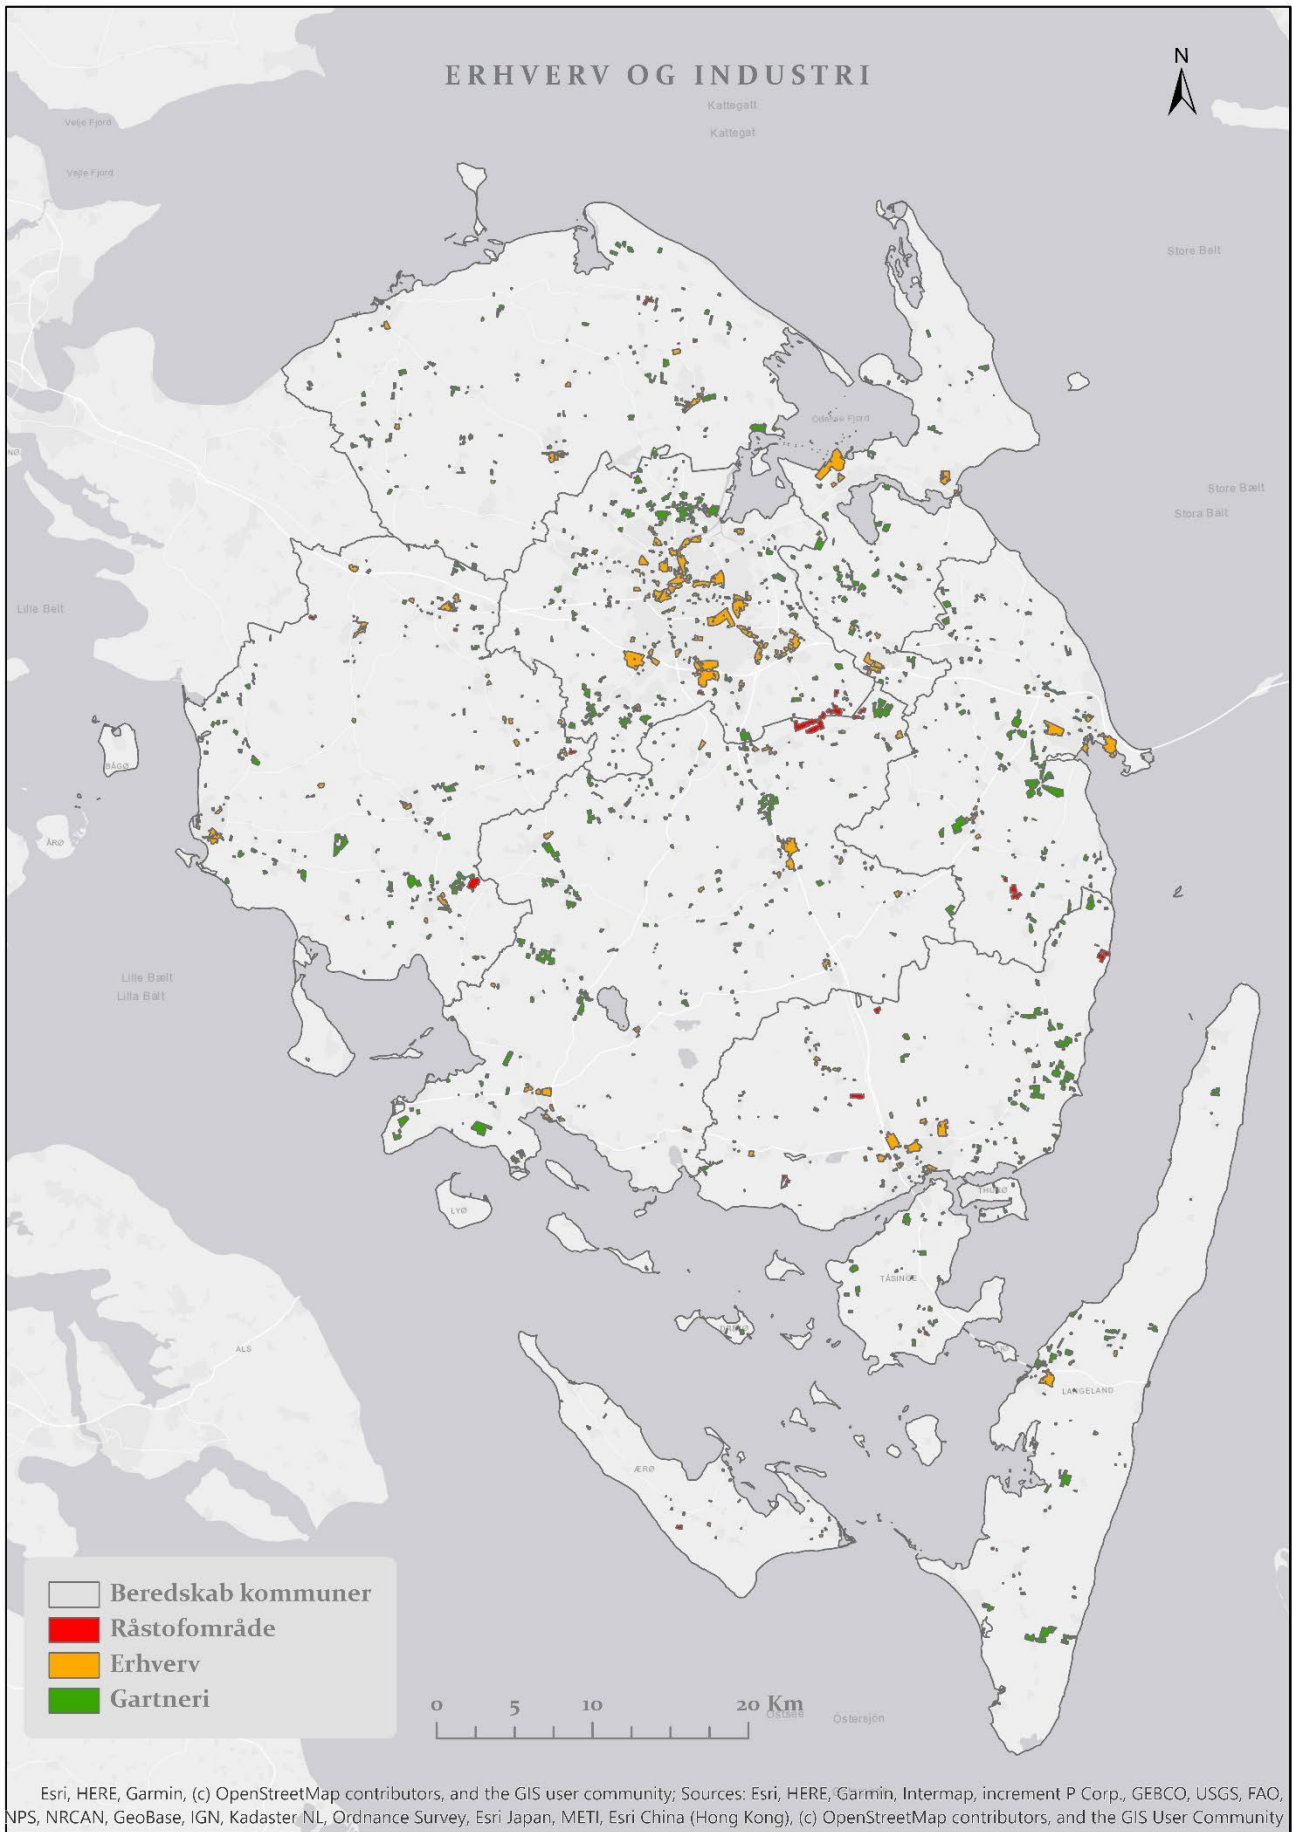 N
ERHVERV OG INDUSTRI
Kattegatt
Kattegat
Velje Fjord
Vejle Fjord
Store Belt
Odense Fjord
Store Bælt
Stora Bält
Lille Belt
BÅGØ
ÅRØ
Lille Bælt
Lilla Bält
THURØ
LYØ
TÅSINGE
ALS
LANGELAND
ÆRØ
Beredskab kommuner
Råstofområde
Erhverv
Gartneri
0 5 10 20 Km
Ostsee
Östersjön
Esri, HERE, Garmin, (c) OpenStreetMap contributors, and the GIS user community; Sources: Esri, HERE, Garmin, Intermap, increment P Corp., GEBCO, USGS, FAO,
NPS, NRCAN, GeoBase, IGN, Kadaster NL, Ordnance Survey, Esri Japan, METI, Esri China (Hong Kong), (c) OpenStreetMap contributors, and the GIS User Community